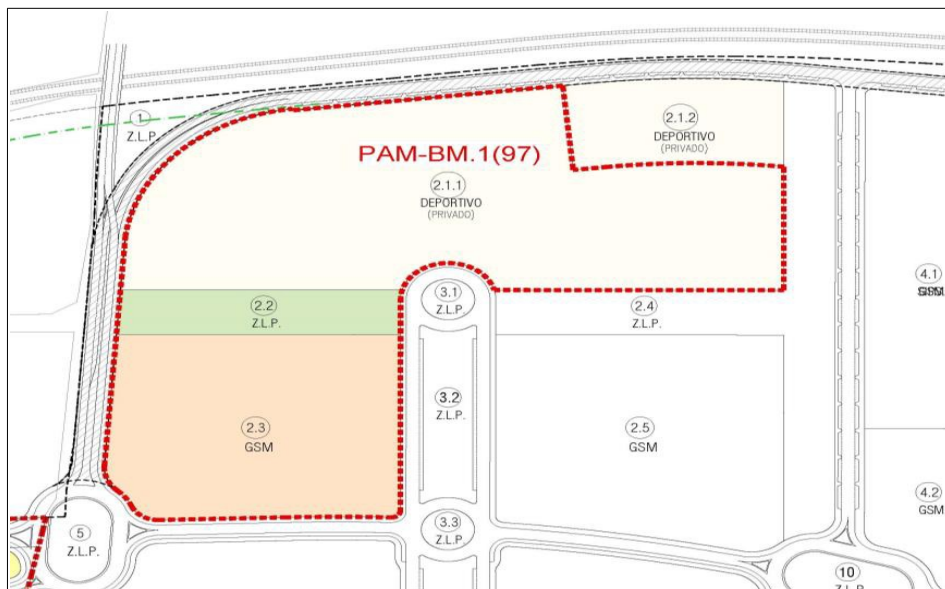 1
Z.L.P.
2.1.2
DEPORTIVO
(PRIVADO)
PAM-BM.1(97)
2.1.1
DEPORTIVO
(PRIVADO)
4.1
GSM
2.2
Z.L.P.
3.1
Z.L.P.
2.4
Z.L.P.
3.2
Z.L.P.
2.3
GSM
2.5
GSM
4.2
GSM
3.3
Z.L.P.
5
Z.L.P.
10
Z.L.P.